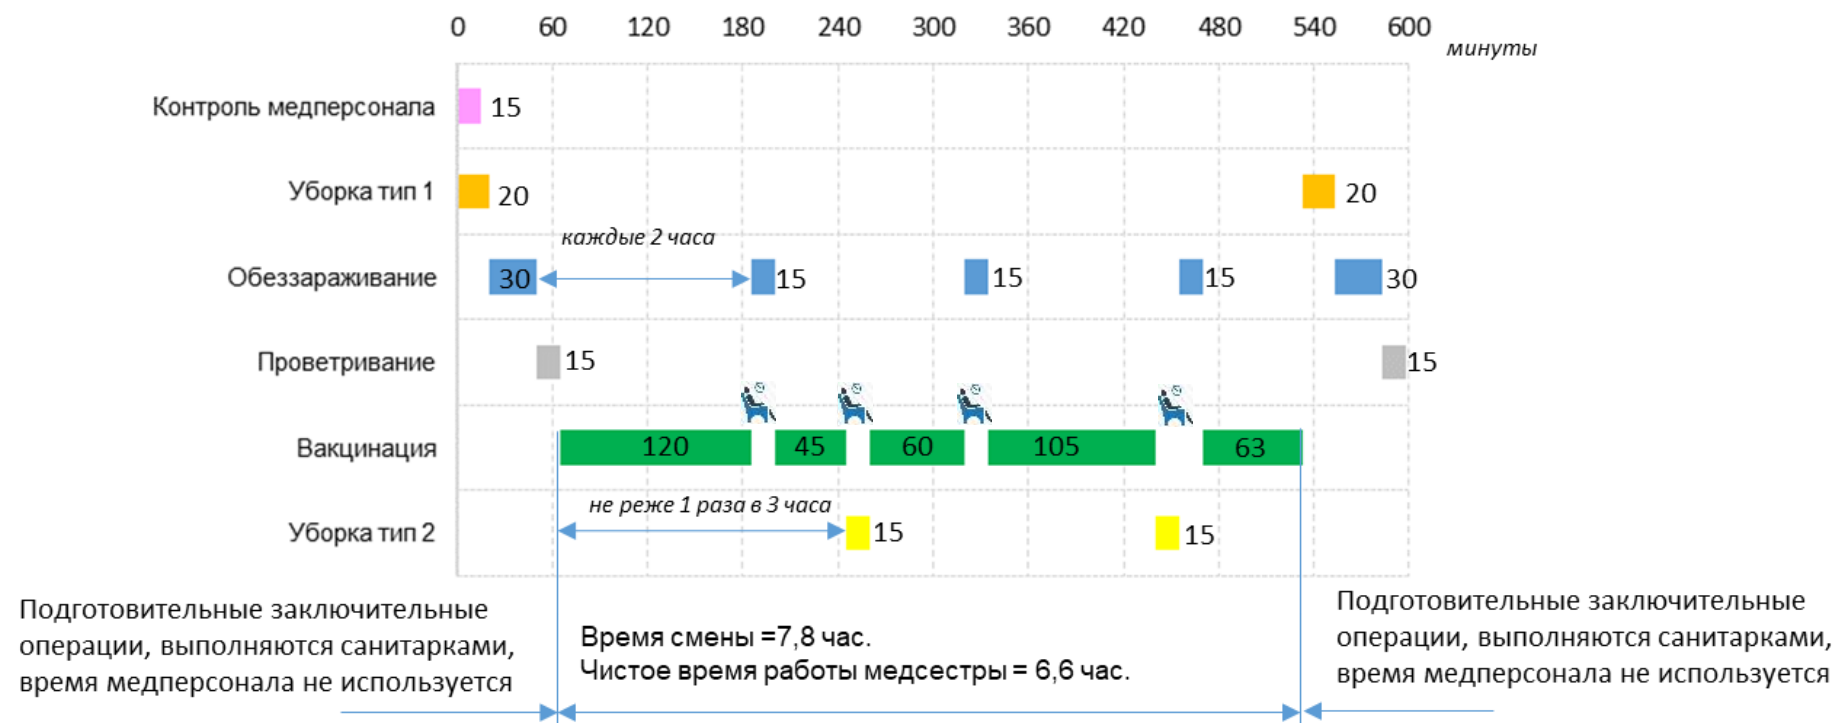 0 60 120 180 240 300 360 420 480 540 600
минуты
Контроль медперсонала 15
Уборка тип 1 20 20
каждые 2 часа
Обеззараживание 30 15 15 15 30
Проветривание 15 15
Вакцинация 120 45 60 105 63
не реже 1 раза в 3 часа
Уборка тип 2 15 15
Подготовительные заключительные
операции, выполняются санитарками,
время медперсонала не используется
Время смены =7,8 час.
Чистое время работы медсестры = 6,6 час.
Подготовительные заключительные
операции, выполняются санитарками,
время медперсонала не используется